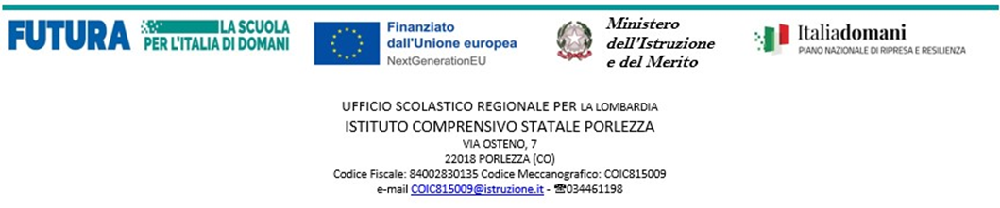 FUTURA
LA SCUOLA
PER L'ITALIA DI DOMANI
Finanziato
dall'Unione europea
NextGenerationEU
Ministero
dell'Istruzione
e del Merito
Italiadomani
PIANO NAZIONALE DI RIPRESA E RESILIENZA
UFFICIO SCOLASTICO REGIONALE PER LA LOMBARDIA
ISTITUTO COMPRENSIVO STATALE PORLEZZA
VIA OSTENO, 7
22018 PORLEZZA (CO)
Codice Fiscale: 84002830135 Codice Meccanografico: COIC815009
e-mail COIC815009@istruzione.it - ☎034461198